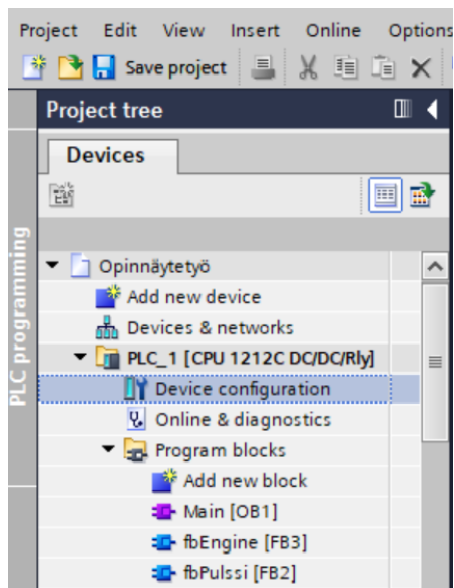 Project Edit View Insert Online Options
Save project
Project tree
Devices
PLC programming
Opinnäytetyö
Add new device
Devices & networks
PLC_1 [CPU 1212C DC/DC/Rly]
Device configuration
Online & diagnostics
Program blocks
Add new block
Main [OB1]
fbEngine [FB3]
fbPulssi [FB2]